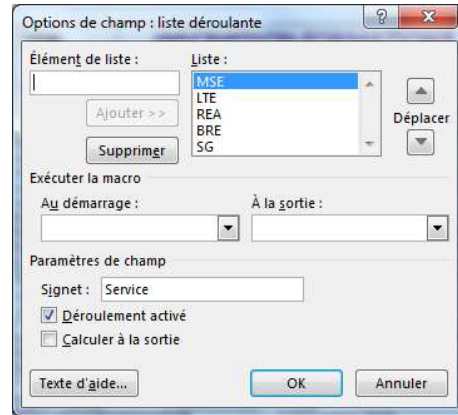 Options de champ : liste déroulante
Élément de liste :
Liste :
MSE
LTE
REA
BRE
SG
Ajouter >>
Supprimer
Déplacer
Exécuter la macro
Au démarrage :
À la sortie :
Paramètres de champ
Signet : Service
Déroulement activé
Calculer à la sortie
Texte d'aide...
OK
Annuler